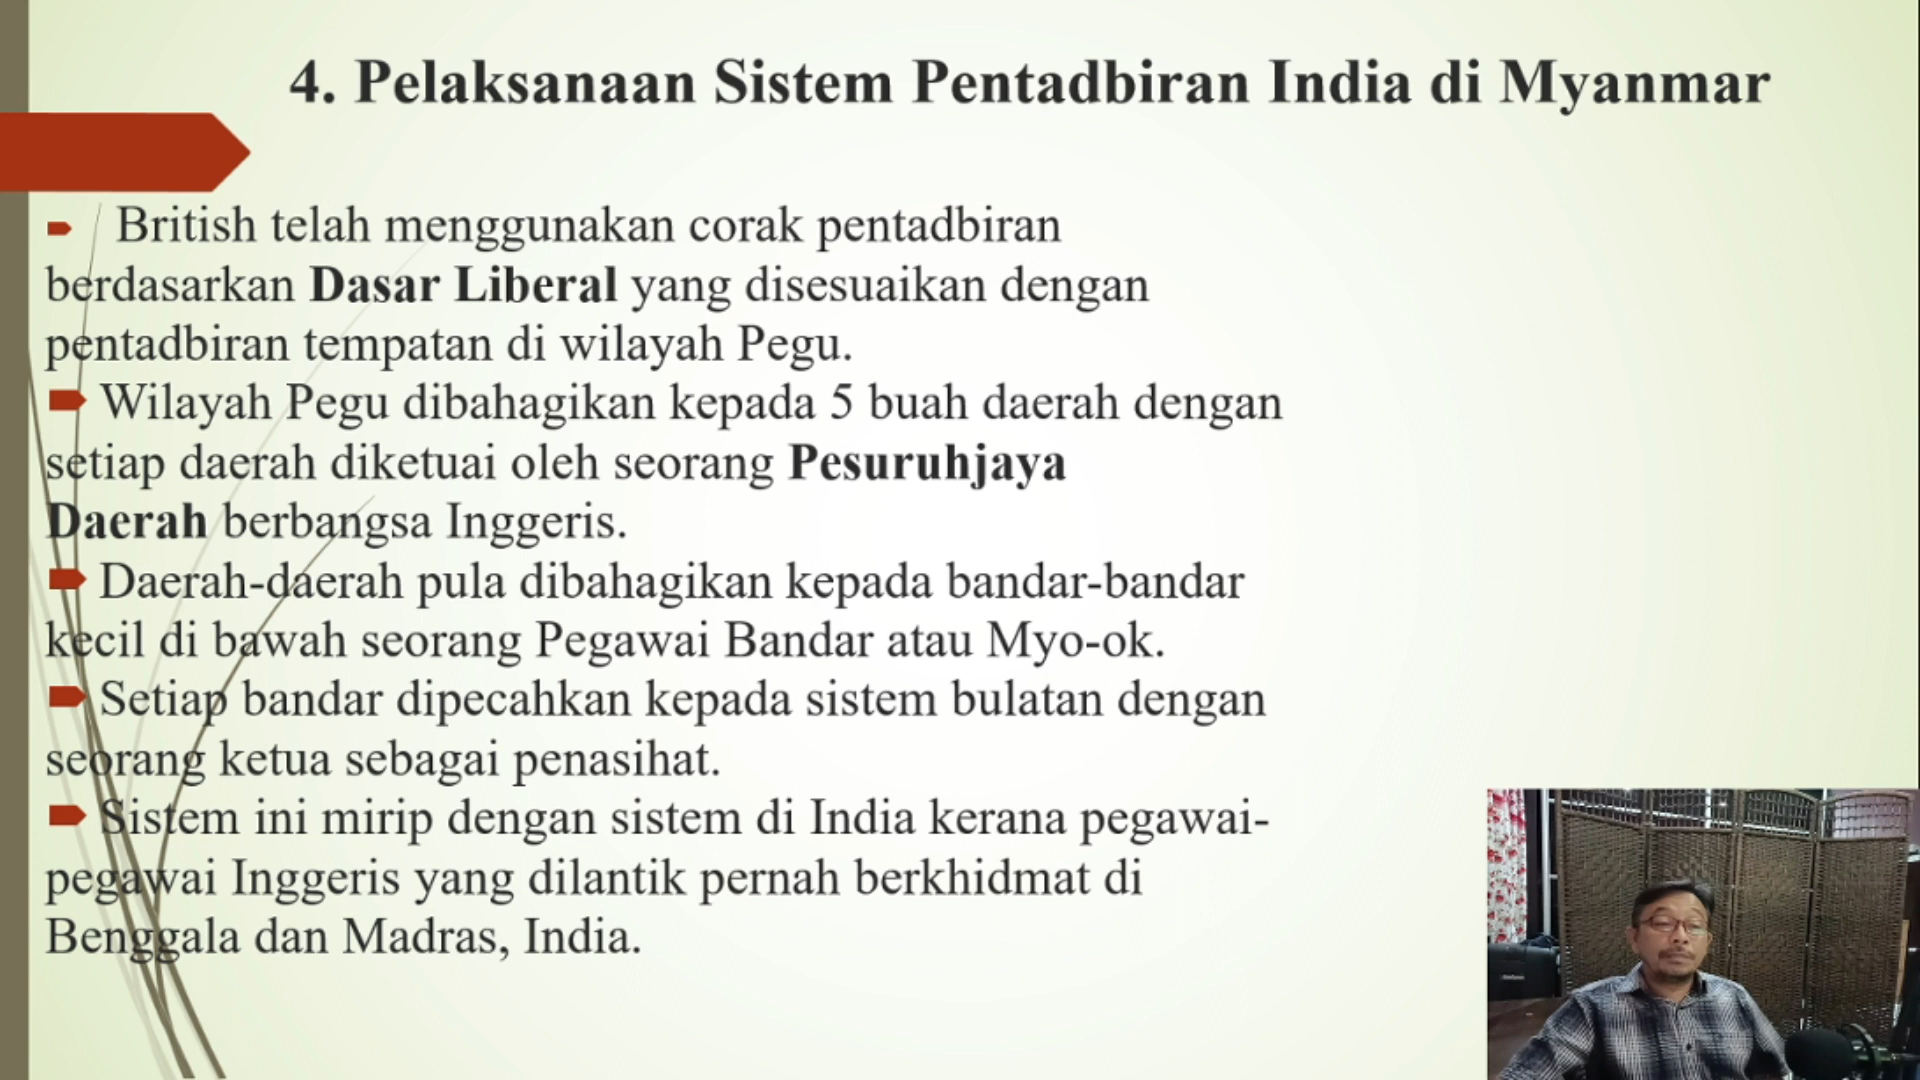 4. Pelaksanaan Sistem Pentadbiran India di Myanmar
British telah menggunakan corak pentadbiran
berdasarkan Dasar Liberal yang disesuaikan dengan
pentadbiran tempatan di wilayah Pegu.
Wilayah Pegu dibahagikan kepada 5 buah daerah dengan
setiap daerah diketuai oleh seorang Pesuruhjaya
Daerah berbangsa Inggeris.
Daerah-daerah pula dibahagikan kepada bandar-bandar
kecil di bawah seorang Pegawai Bandar atau Myo-ok.
Setiap bandar dipecahkan kepada sistem bulatan dengan
seorang ketua sebagai penasihat.
Sistem ini mirip dengan sistem di India kerana pegawai-
pegawai Inggeris yang dilantik pernah berkhidmat di
Benggala dan Madras, India.